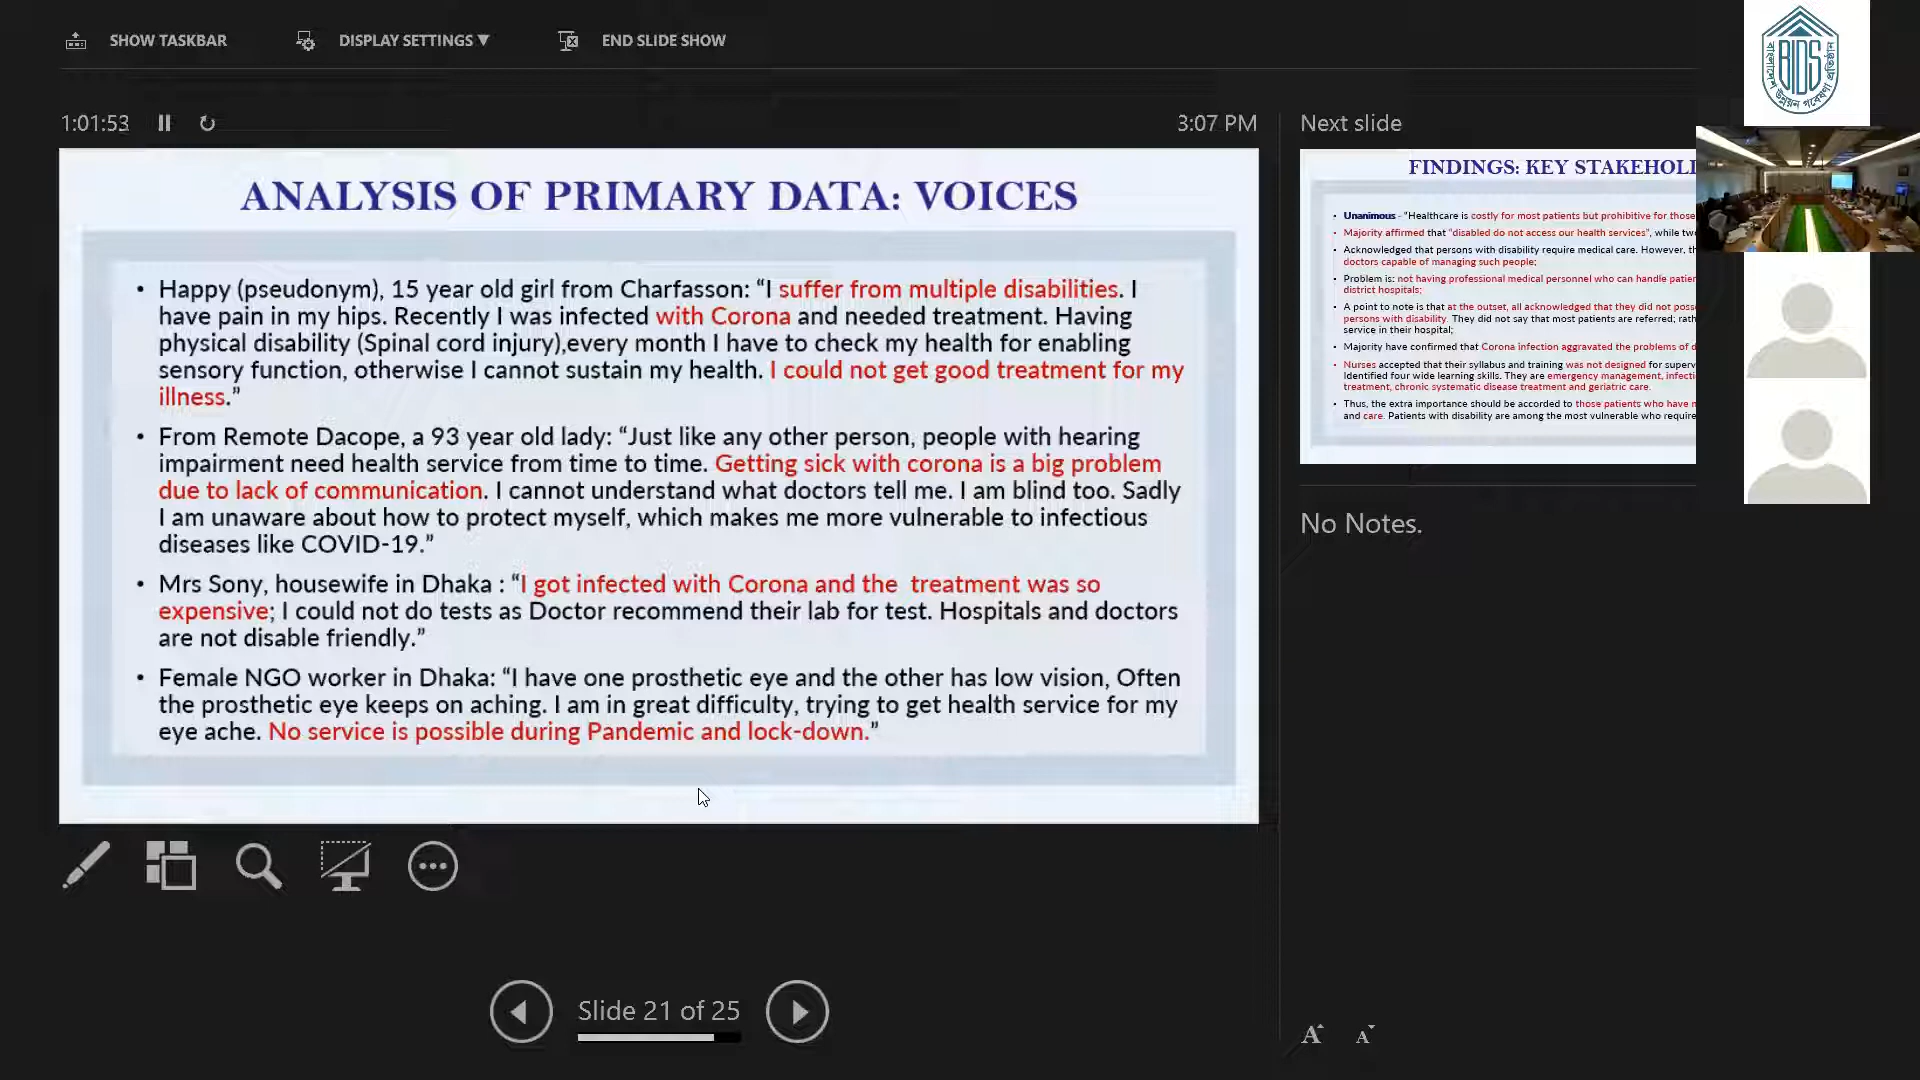 SHOW TASKBAR
DISPLAY SETTINGS ▼
END SLIDE SHOW
1:01:53
3:07 PM
ANALYSIS OF PRIMARY DATA: VOICES
• Happy (pseudonym), 15 year old girl from Charfasson: “I suffer from multiple disabilities. I
have pain in my hips. Recently I was infected with Corona and needed treatment. Having
physical disability (Spinal cord injury),every month I have to check my health for enabling
sensory function, otherwise I cannot sustain my health. I could not get good treatment for my
illness.”
• From Remote Dacope, a 93 year old lady: “Just like any other person, people with hearing
impairment need health service from time to time. Getting sick with corona is a big problem
due to lack of communication. I cannot understand what doctors tell me. I am blind too. Sadly
I am unaware about how to protect myself, which makes me more vulnerable to infectious
diseases like COVID-19.”
• Mrs Sony, housewife in Dhaka : “I got infected with Corona and the treatment was so
expensive; I could not do tests as Doctor recommend their lab for test. Hospitals and doctors
are not disable friendly.”
• Female NGO worker in Dhaka: “I have one prosthetic eye and the other has low vision, Often
the prosthetic eye keeps on aching. I am in great difficulty, trying to get health service for my
eye ache. No service is possible during Pandemic and lock-down.”
Slide 21 of 25
Next slide
FINDINGS: KEY STAKEHOL
• Unanimous - “Healthcare is costly for most patients but prohibitive for those
• Majority affirmed that “disabled do not access our health services”, while tw
• Acknowledged that persons with disability require medical care. However, th
doctors capable of managing such people;
• Problem is: not having professional medical personnel who can handle patien
district hospitals;
• A point to note is that at the outset, all acknowledged that they did not poss
persons with disability. They did not say that most patients are referred; rath
service in their hospital;
• Majority have confirmed that Corona infection aggravated the problems of d
• Nurses accepted that their syllabus and training was not designed for superv
Identified four wide learning skills. They are emergency management, infecti
treatment, chronic systematic disease treatment and geriatric care.
• Thus, the extra importance should be accorded to those patients who have
and care. Patients with disability are among the most vulnerable who require
No Notes.
A A
BIDS
বাংলাদেশ উন্নয়ন গবেষণা প্রতিষ্ঠান